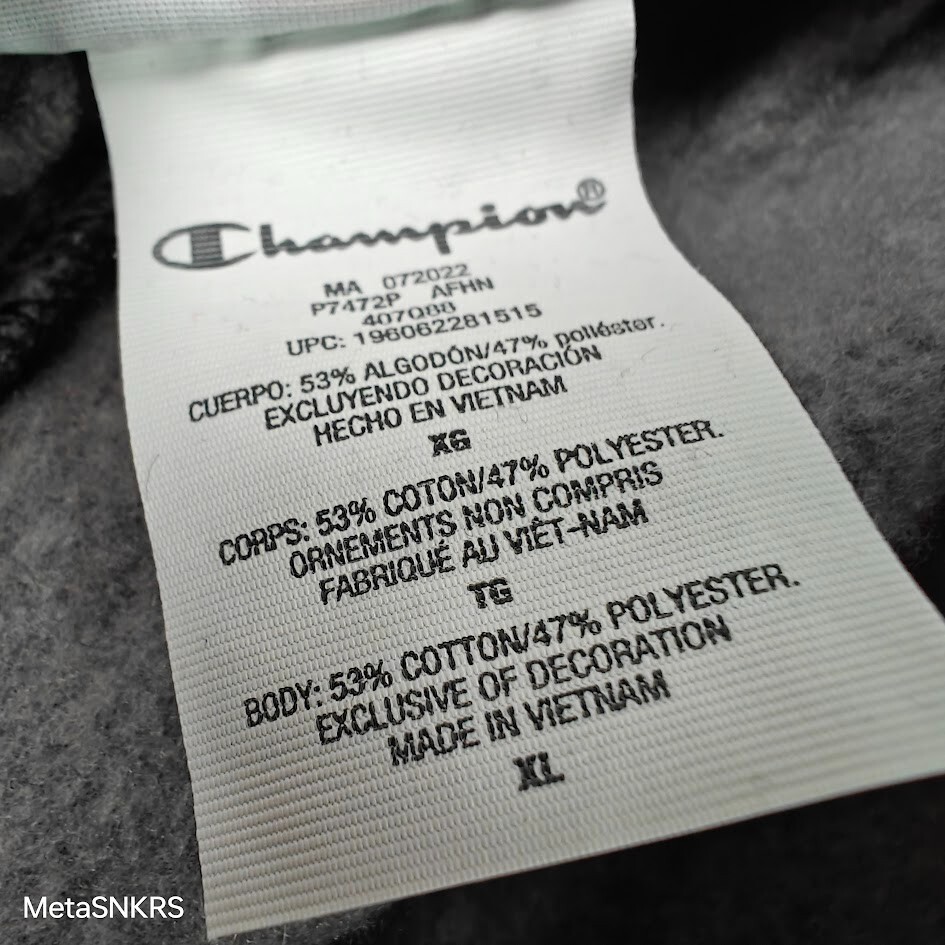 Champion®
MA 072022
P7472P AFHN
407Q88
UPC: 196062281515
CUERPO: 53% ALGODÓN/47% poliéster.
EXCLUYENDO DECORACIÓN
HECHO EN VIETNAM
XG
CORPS: 53% COTON/47% POLYESTER.
ORNEMENTS NON COMPRIS
FABRIQUÉ AU VIÊT-NAM
TG
BODY: 53% COTTON/47% POLYESTER.
EXCLUSIVE OF DECORATION
MADE IN VIETNAM
XL
MetaSNKRS